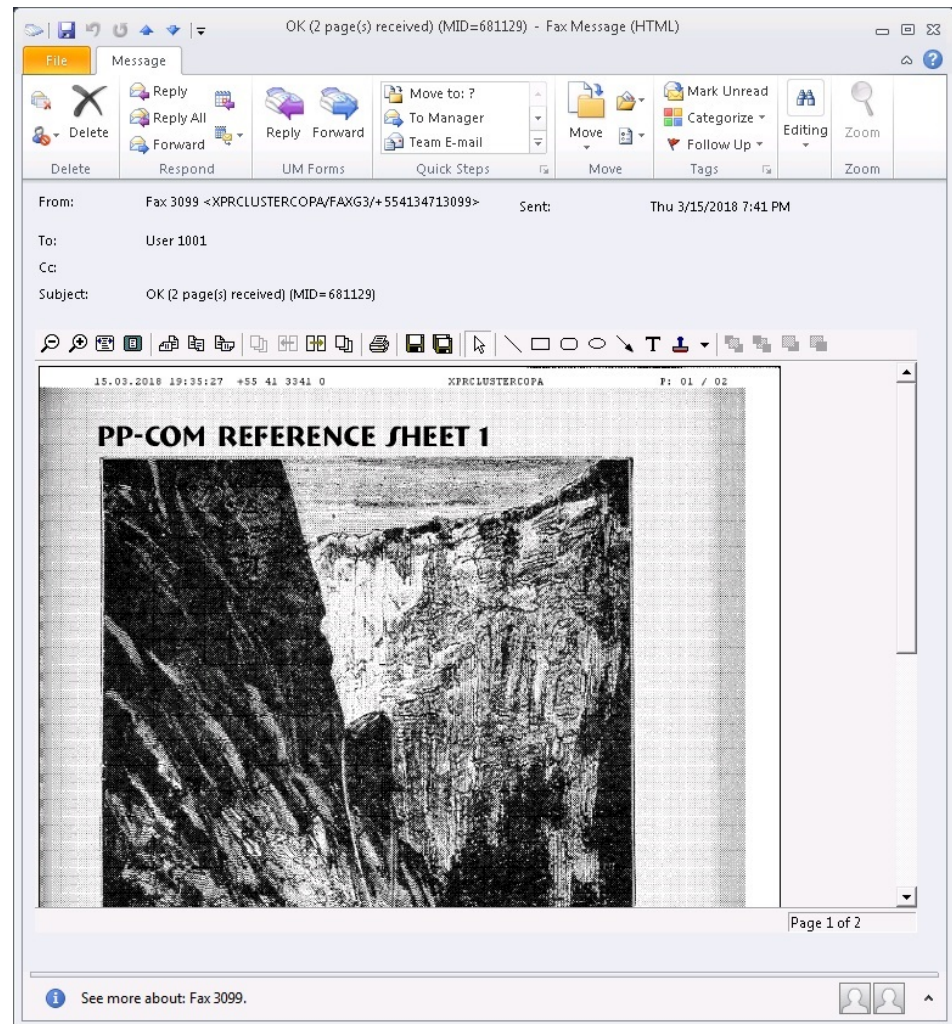 OK (2 page(s) received) (MID=681129) - Fax Message (HTML)
File Message
Delete
Reply
Reply All
Forward
Reply Forward
Move to: ?
To Manager
Team E-mail
Move
Mark Unread
Categorize
Follow Up
Editing
Zoom
Delete Respond UM Forms Quick Steps Move Tags Zoom
From: Fax 3099 <XPRCLUSTERCOPA/FAXG3/+554134713099> Sent: Thu 3/15/2018 7:41 PM
To: User 1001
Cc:
Subject: OK (2 page(s) received) (MID=681129)
T
15.03.2018 19:35:27 +55 41 3341 0 XPRCLUSTERCOPA P: 01 / 02
PP-COM REFERENCE SHEET 1
Page 1 of 2
See more about: Fax 3099.